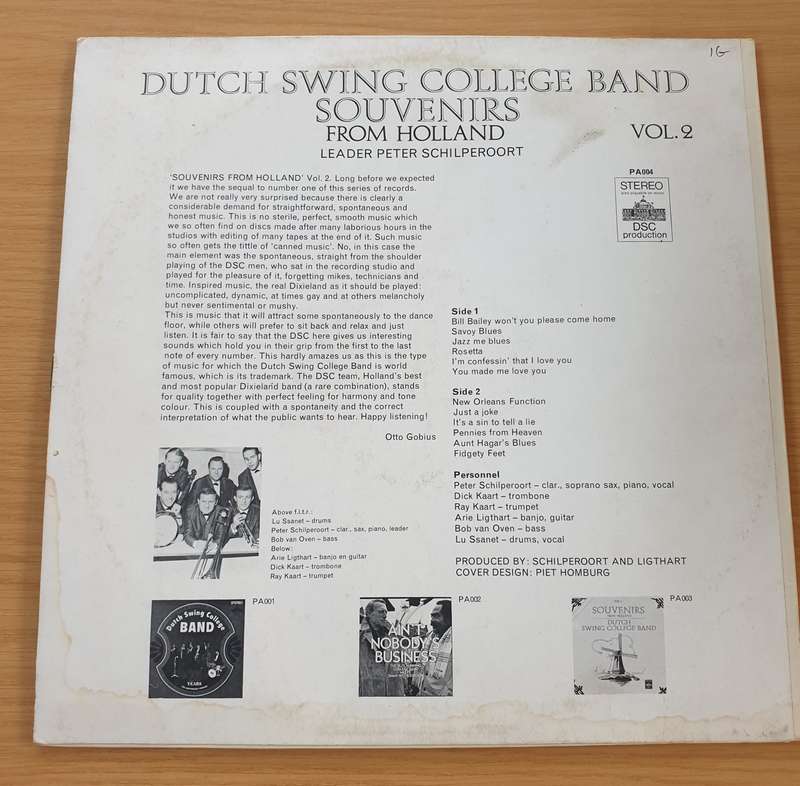 1G
DUTCH SWING COLLEGE BAND
SOUVENIRS
FROM HOLLAND
VOL.2
LEADER PETER SCHILPEROORT
'SOUVENIRS FROM HOLLAND' Vol. 2. Long before we expected
it we have the sequal to number one of this series of records.
We are not really very surprised because there is clearly a
considerable demand for straightforward, spontaneous and
honest music. This is no sterile, perfect, smooth music which
we so often find on discs made after many laborious hours in the
studios with editing of many tapes at the end of it. Such music
so often gets the tittle of 'canned music'. No, in this case the
main element was the spontaneous, straight from the shoulder
playing of the DSC men, who sat in the recording studio and
played for the pleasure of it, forgetting mikes, technicians and
time. Inspired music, the real Dixieland as it should be played:
uncomplicated, dynamic, at times gay and at others melancholy
but never sentimental or mushy.
This is music that it will attract some spontaneously to the dance
floor, while others will prefer to sit back and relax and just
listen. It is fair to say that the DSC here gives us interesting
sounds which hold you in their grip from the first to the last
note of every number. This hardly amazes us as this is the type
of music for which the Dutch Swing College Band is world
famous, which is its trademark. The DSC team, Holland's best
and most popular Dixielarid band (a rare combination), stands
for quality together with perfect feeling for harmony and tone
colour. This is coupled with a spontaneity and the correct
interpretation of what the public wants to hear. Happy listening!
Otto Gobius
PA004
STEREO
DSC
production
Side 1
Bill Bailey won't you please come home
Savoy Blues
Jazz me blues
Rosetta
I'm confessin' that I love you
You made me love you
Side 2
New Orleans Function
Just a joke
It's a sin to tell a lie
Pennies from Heaven
Aunt Hagar's Blues
Fidgety Feet
Personnel
Peter Schilperoort – clar., soprano sax, piano, vocal
Dick Kaart – trombone
Ray Kaart – trumpet
Arie Ligthart – banjo, guitar
Bob van Oven – bass
Lu Ssanet – drums, vocal
PRODUCED BY: SCHILPEROORT AND LIGTHART
COVER DESIGN: PIET HOMBURG
Above f.l.t.r.:
Lu Ssanet – drums
Peter Schilperoort – clar., sax, piano, leader
Bob van Oven – bass
Below:
Arie Ligthart – banjo en guitar
Dick Kaart – trombone
Ray Kaart – trumpet
Dutch Swing College
BAND
YEARS
PA001
AIN'T
NOBODY'S
BUSINESS
PA002
SOUVENIRS
FROM HOLLAND
DUTCH
SWING COLLEGE BAND
PA003